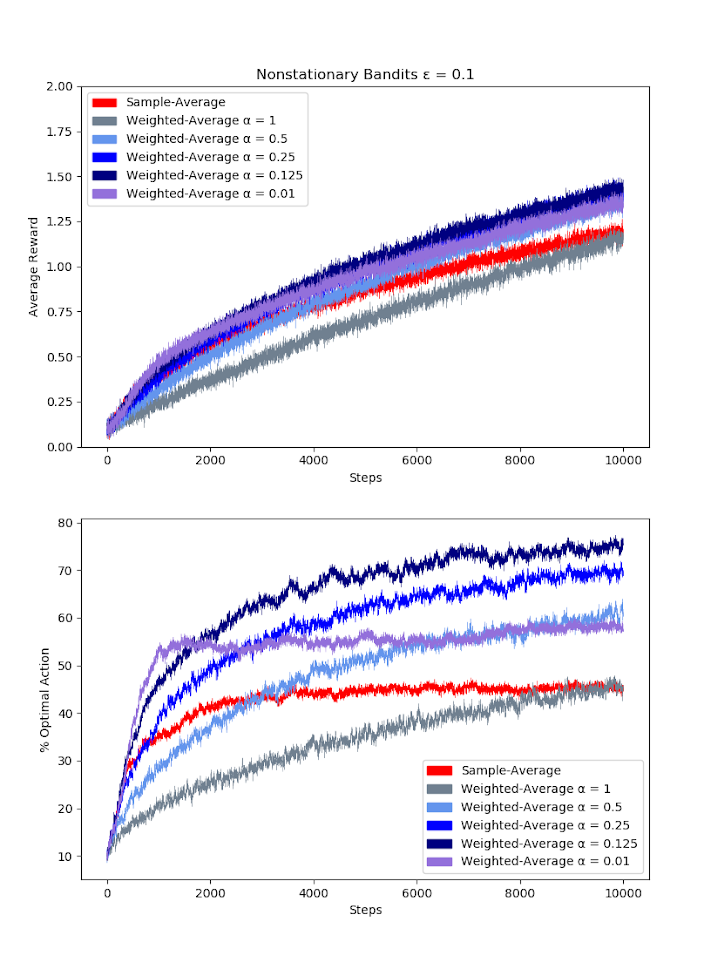 Nonstationary Bandits ε = 0.1
2.00
1.75
1.50
1.25
1.00
0.75
0.50
0.25
0.00
Average Reward
Sample-Average
Weighted-Average α = 1
Weighted-Average α = 0.5
Weighted-Average α = 0.25
Weighted-Average α = 0.125
Weighted-Average α = 0.01
0 2000 4000 6000 8000 10000
Steps
80
70
60
50
40
30
20
10
% Optimal Action
Sample-Average
Weighted-Average α = 1
Weighted-Average α = 0.5
Weighted-Average α = 0.25
Weighted-Average α = 0.125
Weighted-Average α = 0.01
0 2000 4000 6000 8000 10000
Steps